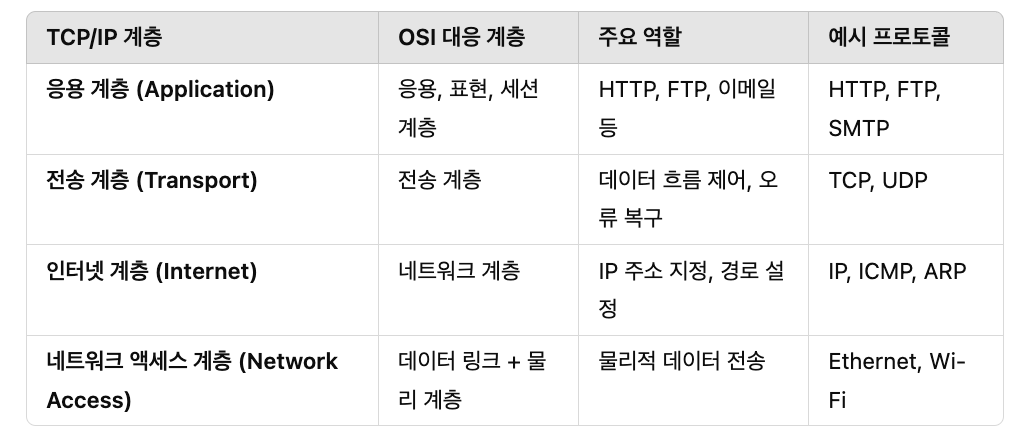 TCP/IP 계층 OSI 대응 계층 주요 역할 예시 프로토콜
응용 계층 (Application) 응용, 표현, 세션 HTTP, FTP, 이메일 HTTP, FTP,
계층 등 SMTP
전송 계층 (Transport) 전송 계층 데이터 흐름 제어, 오 TCP, UDP
류 복구
인터넷 계층 (Internet) 네트워크 계층 IP 주소 지정, 경로 설 IP, ICMP, ARP
정
네트워크 액세스 계층 (Network 데이터 링크 + 물 물리적 데이터 전송 Ethernet, Wi-
Access) 리 계층 Fi